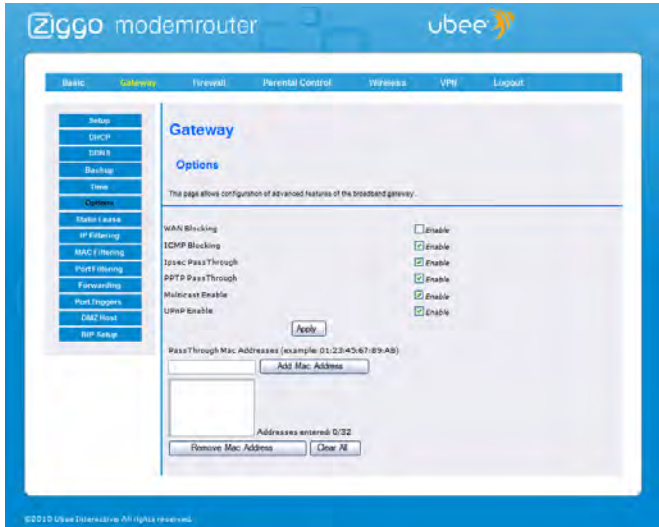 Ziggo modemrouter ubee
Basic Gateway Firewall Parental Control Wireless VPN Logout
Setup
DHCP
DDNS
Backup
Time
Options
Static Lease
IP Filtering
MAC Filtering
Port Filtering
Forwarding
Port Triggers
DMZ Host
RIP Setup
Gateway
Options
This page allows configuration of advanced features of the broadband gateway.
WAN Blocking Enable
ICMP Blocking Enable
Ipsec PassThrough Enable
PPTP PassThrough Enable
Multicast Enable Enable
UPnP Enable Enable
Apply
PassThrough Mac Addresses (example: 01:23:45:67:89:AB)
Add Mac Address
Addresses entered: 0/32
Remove Mac Address Clear All
©2010 Ubee Interactive. All rights reserved.